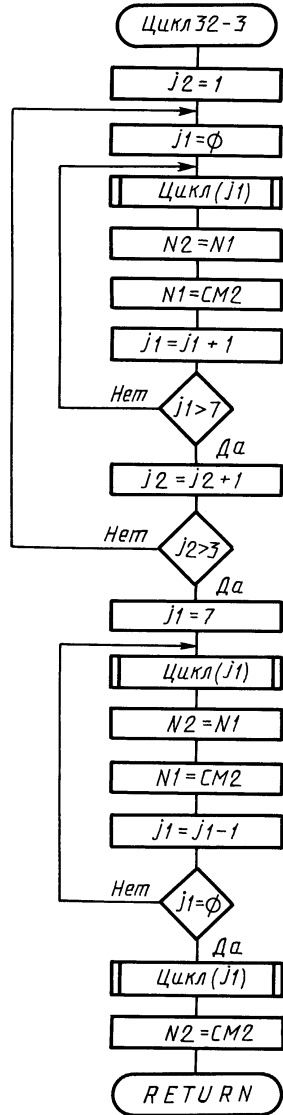 Цикл 32-3
j2=1
j1=ϕ
Цикл(j1)
N2=N1
N1=CM2
j1=j1+1
Нет
j1>7
Да
j2=j2+1
Нет
j2>3
Да
j1=7
Цикл(j1)
N2=N1
N1=CM2
j1=j1-1
Нет
j1=ϕ
Да
Цикл(j1)
N2=CM2
RETURN